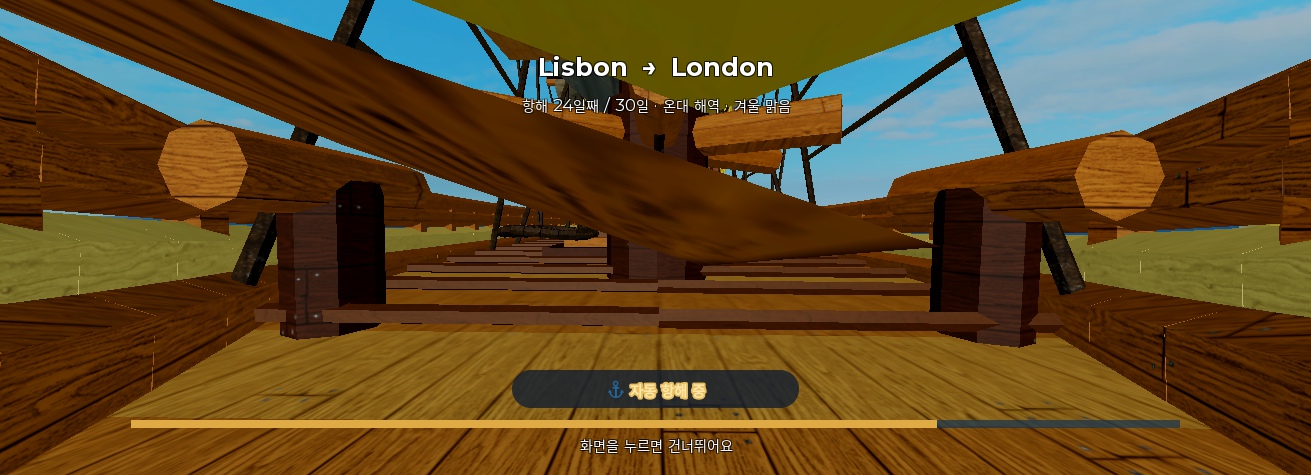 Lisbon → London
항해 24일째 / 30일 · 온대 해역 · 겨울 맑음
⚓ 자동 항해 중
화면을 누르면 건너뛰어요